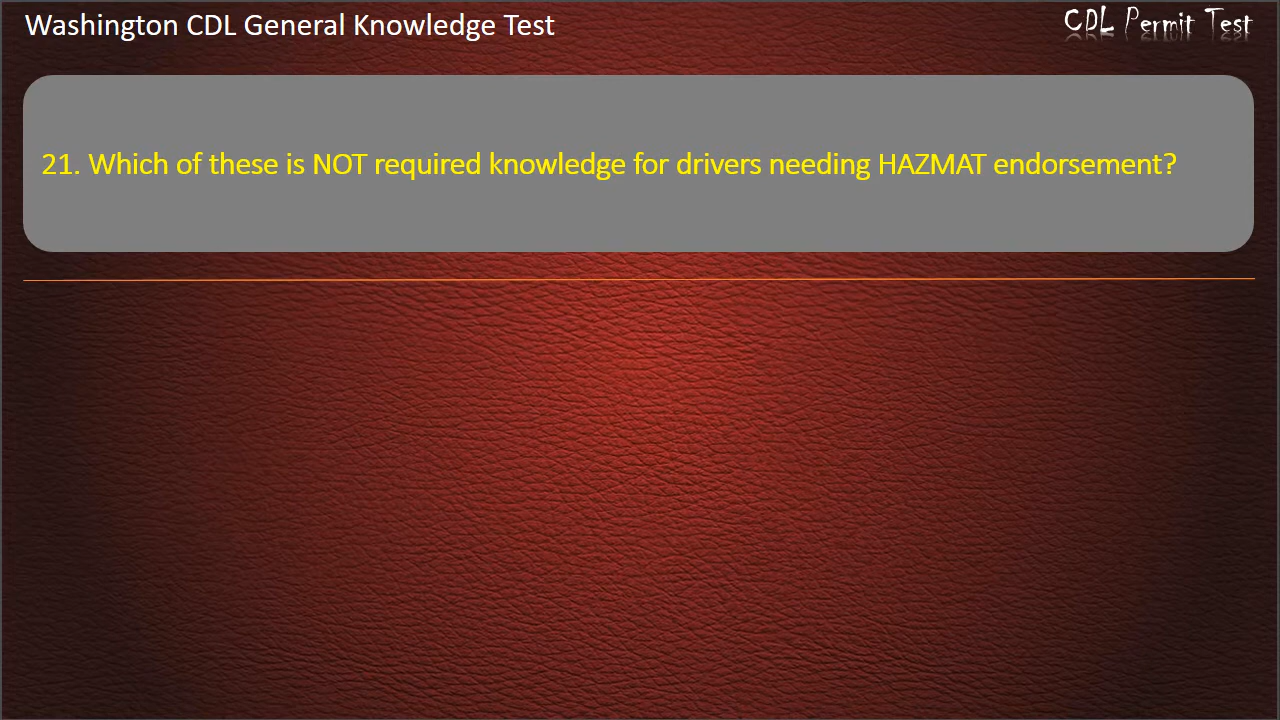 Washington CDL General Knowledge Test
CDL Permit Test
21. Which of these is NOT required knowledge for drivers needing HAZMAT endorsement?